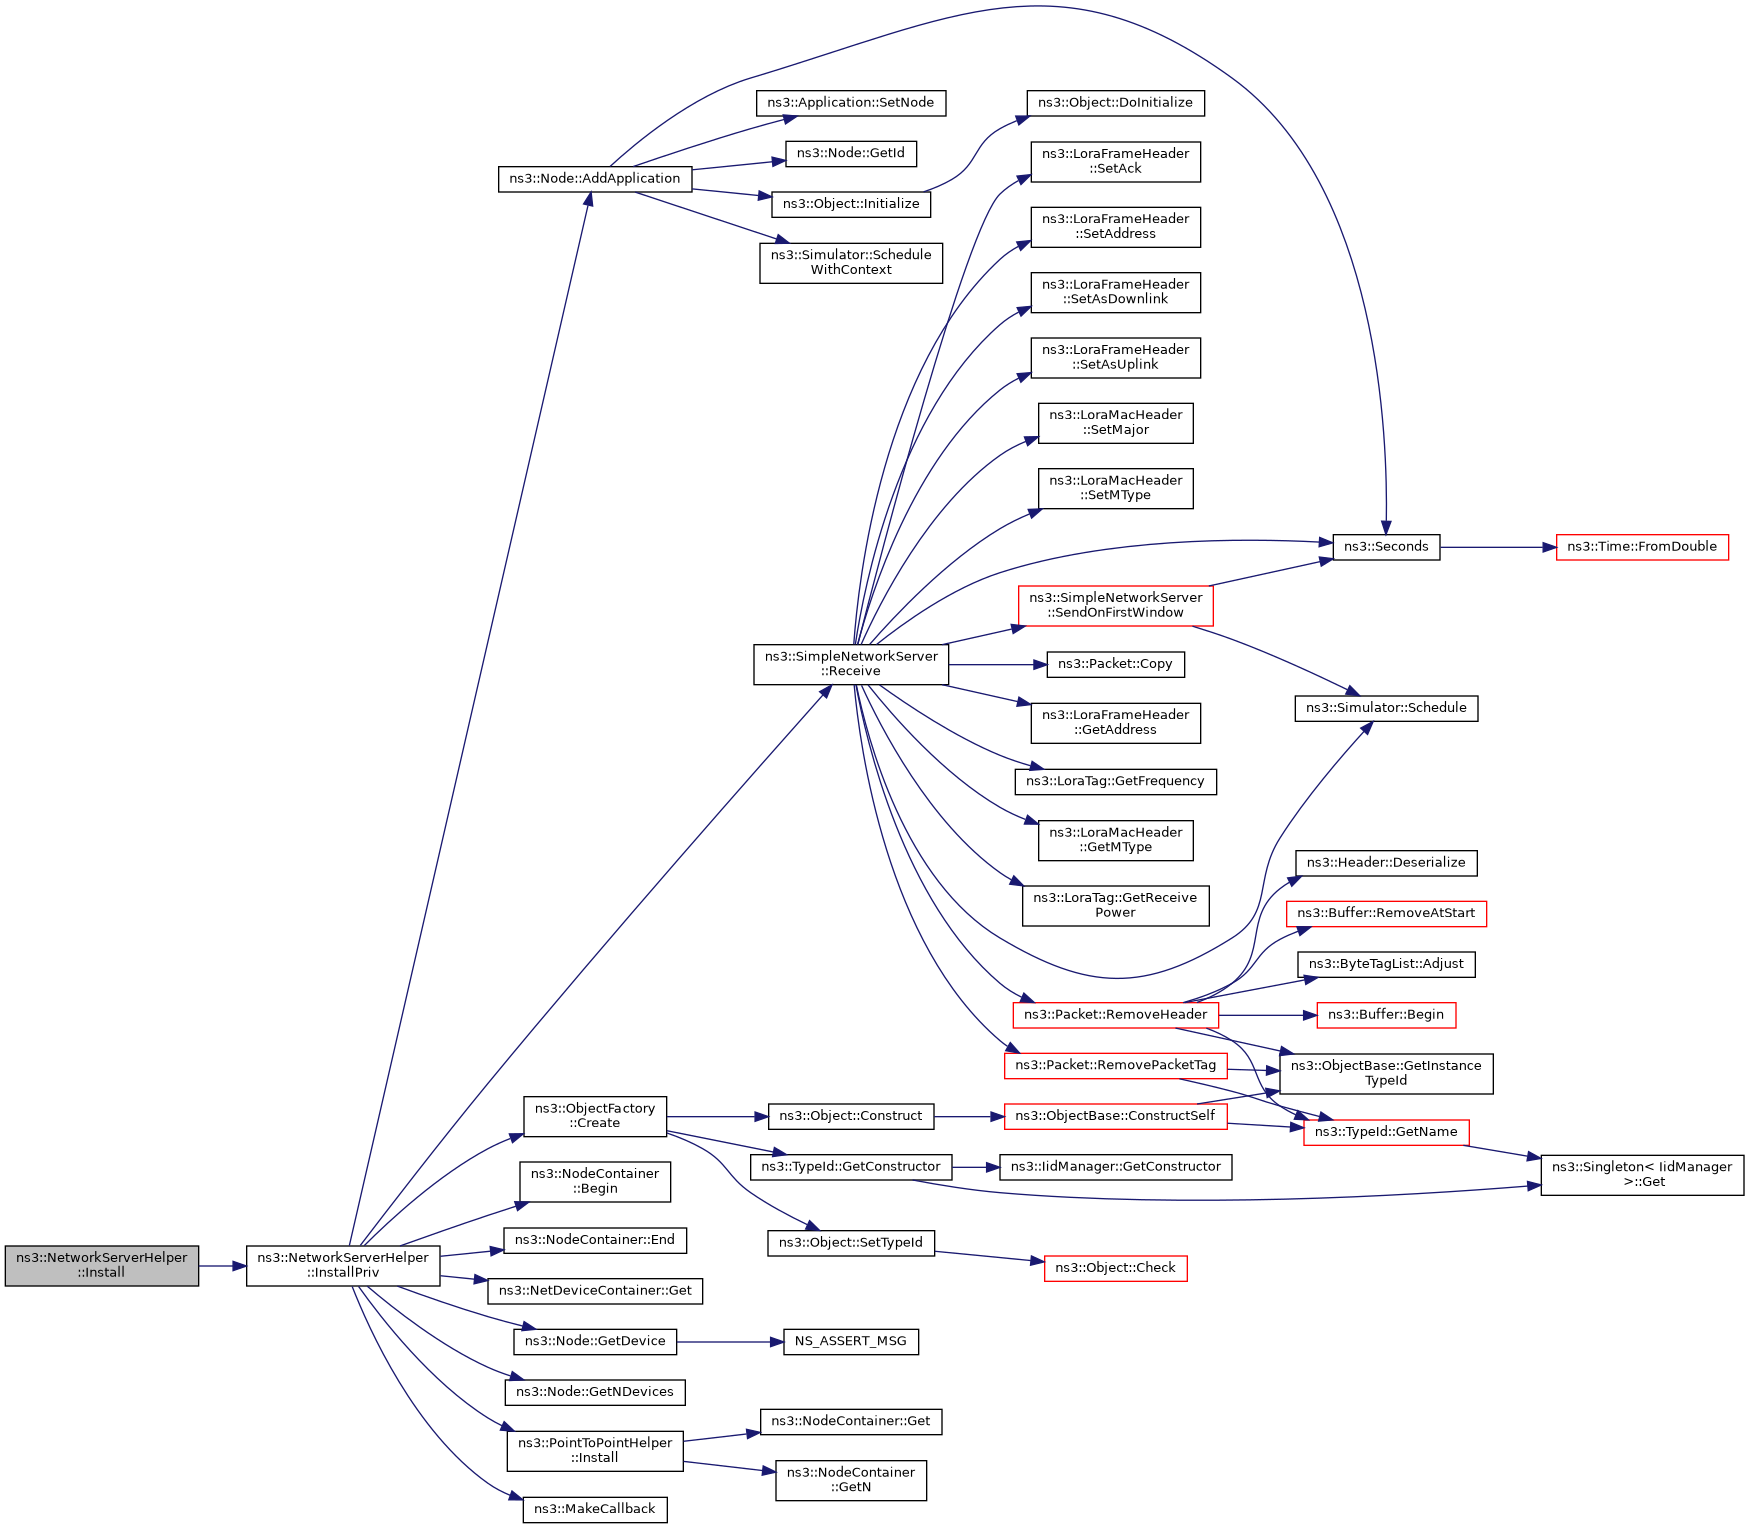 ns3::NetworkServerHelper
::Install
ns3::NetworkServerHelper
::InstallPriv
ns3::Node::AddApplication
ns3::Application::SetNode
ns3::Node::GetId
ns3::Object::Initialize
ns3::Simulator::Schedule
WithContext
ns3::Object::DoInitialize
ns3::SimpleNetworkServer
::Receive
ns3::LoraFrameHeader
::SetAck
ns3::LoraFrameHeader
::SetAddress
ns3::LoraFrameHeader
::SetAsDownlink
ns3::LoraFrameHeader
::SetAsUplink
ns3::LoraMacHeader
::SetMajor
ns3::LoraMacHeader
::SetMType
ns3::Seconds
ns3::Time::FromDouble
ns3::SimpleNetworkServer
::SendOnFirstWindow
ns3::Packet::Copy
ns3::LoraFrameHeader
::GetAddress
ns3::Simulator::Schedule
ns3::LoraTag::GetFrequency
ns3::LoraMacHeader
::GetMType
ns3::LoraTag::GetReceive
Power
ns3::Header::Deserialize
ns3::Buffer::RemoveAtStart
ns3::ByteTagList::Adjust
ns3::Packet::RemoveHeader
ns3::Buffer::Begin
ns3::Packet::RemovePacketTag
ns3::ObjectBase::GetInstance
TypeId
ns3::ObjectFactory
::Create
ns3::Object::Construct
ns3::ObjectBase::ConstructSelf
ns3::TypeId::GetName
ns3::TypeId::GetConstructor
ns3::IidManager::GetConstructor
ns3::Singleton< IidManager
>::Get
ns3::Object::SetTypeId
ns3::Object::Check
ns3::NodeContainer
::Begin
ns3::NodeContainer::End
ns3::NetDeviceContainer::Get
ns3::Node::GetDevice
NS_ASSERT_MSG
ns3::Node::GetNDevices
ns3::PointToPointHelper
::Install
ns3::NodeContainer::Get
ns3::NodeContainer
::GetN
ns3::MakeCallback